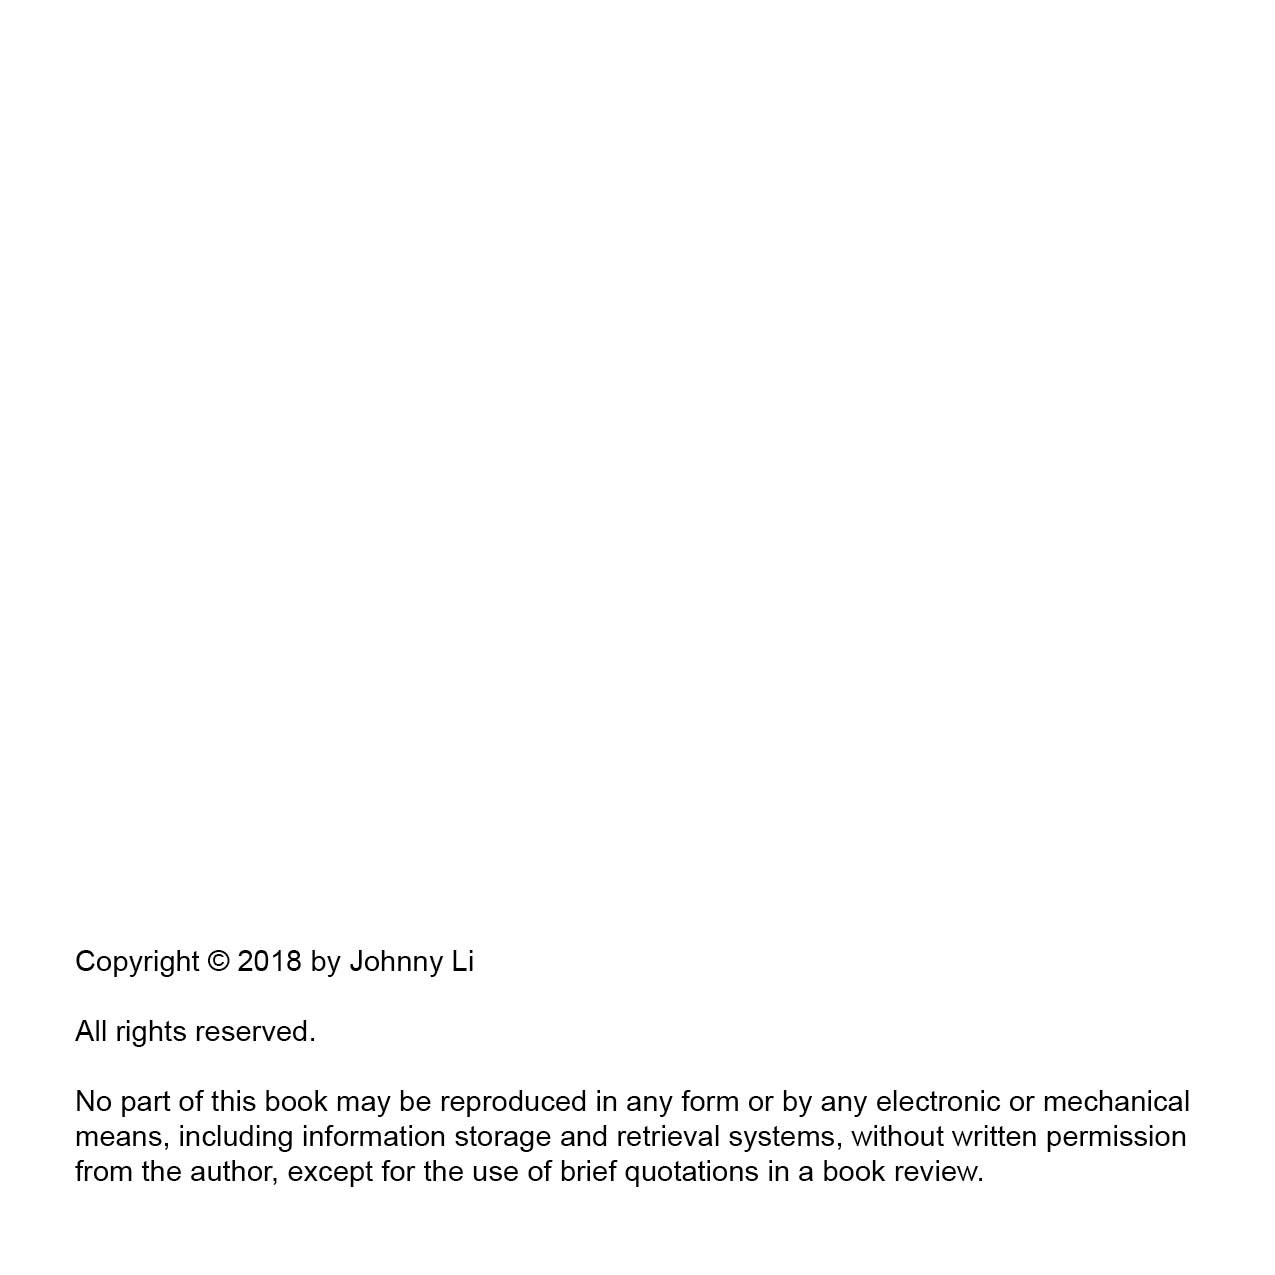 Copyright © 2018 by Johnny Li
All rights reserved.
No part of this book may be reproduced in any form or by any electronic or mechanical
means, including information storage and retrieval systems, without written permission
from the author, except for the use of brief quotations in a book review.